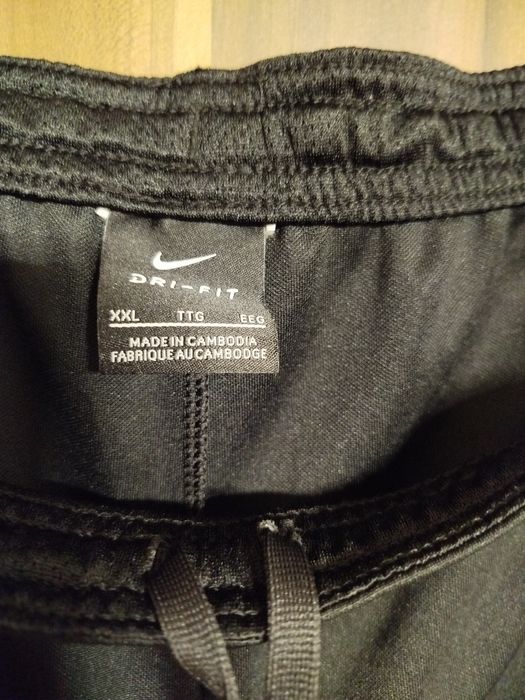 DRI-FIT
XXL TTG EEG
MADE IN CAMBODIA
FABRIQUE AU CAMBODGE